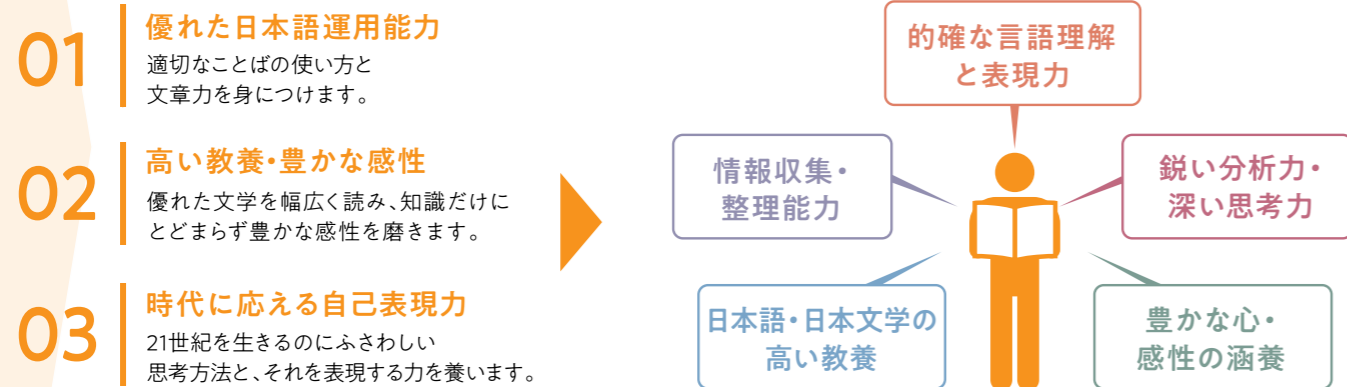 01
優れた日本語運用能力
適切なことばの使い方と
文章力を身につけます。
02
高い教養・豊かな感性
優れた文学を幅広く読み、知識だけに
とどまらず豊かな感性を磨きます。
03
時代に応える自己表現力
21世紀を生きるのにふさわしい
思考方法と、それを表現する力を養います。
的確な言語理解
と表現力
情報収集・
整理能力
鋭い分析力・
深い思考力
日本語・日本文学の
高い教養
豊かな心・
感性の涵養